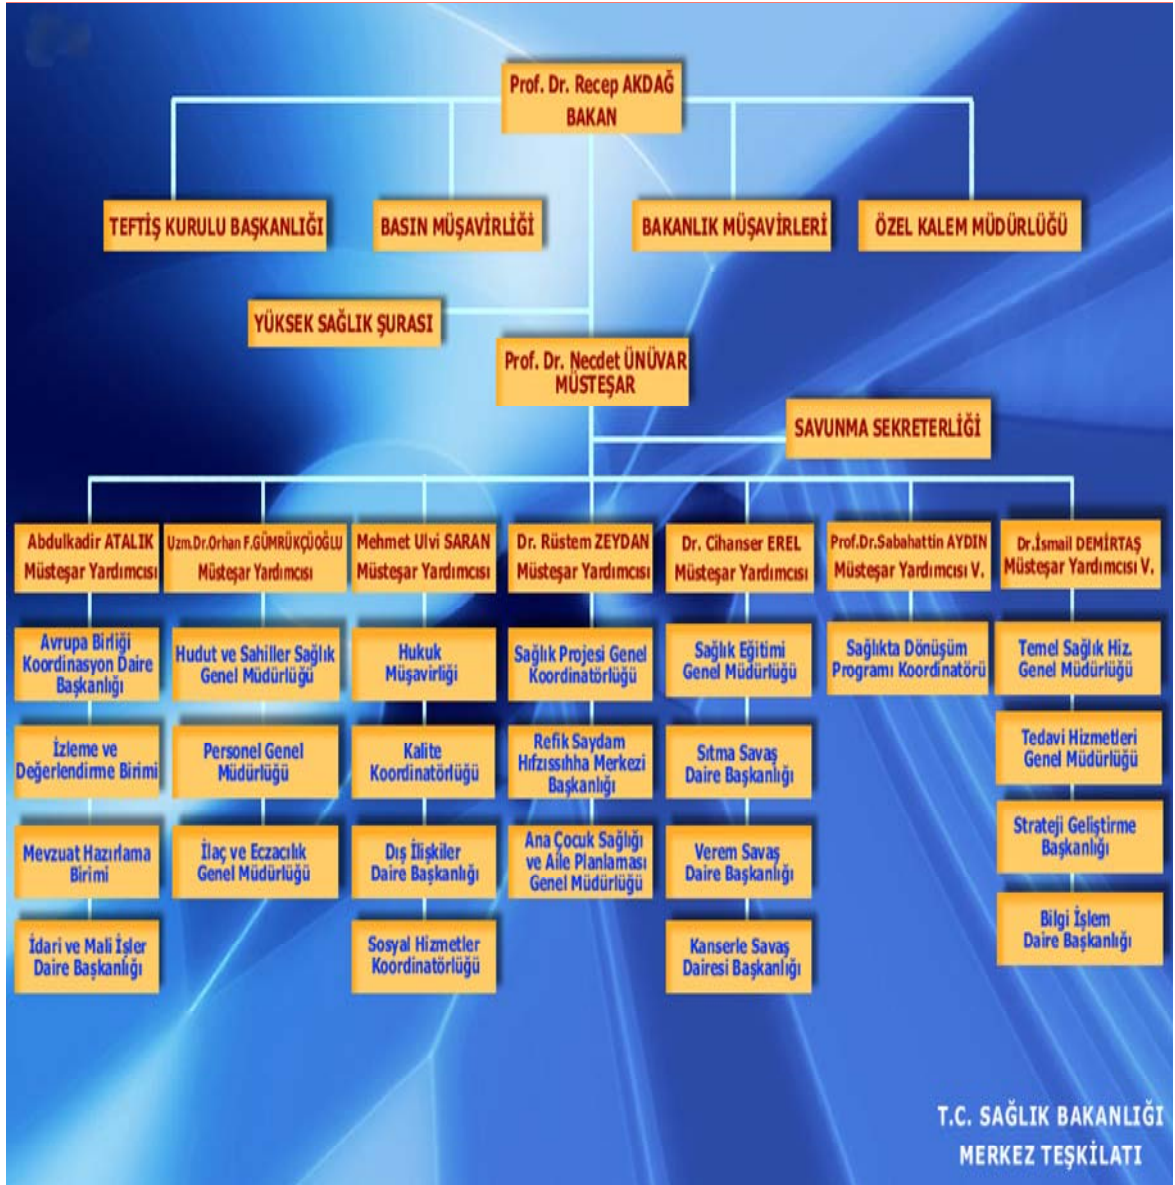 Prof. Dr. Recep AKDAĞ
BAKAN
TEFTİŞ KURULU BAŞKANLIĞI
BASIN MÜŞAVİRLİĞİ
BAKANLIK MÜŞAVİRLERİ
ÖZEL KALEM MÜDÜRLÜĞÜ
YÜKSEK SAĞLIK ŞURASI
Prof. Dr. Necdet ÜNÜVAR
MÜSTEŞAR
SAVUNMA SEKRETERLİĞİ
Abdulkadir ATALIK
Müsteşar Yardımcısı
Avrupa Birliği
Koordinasyon Daire
Başkanlığı
İzleme ve
Değerlendirme Birimi
Mevzuat Hazırlama
Birimi
İdari ve Mali İşler
Daire Başkanlığı
Uzm.Dr.Orhan F.GÜMRÜKÇÜOĞLU
Müsteşar Yardımcısı
Hudut ve Sahiller Sağlık
Genel Müdürlüğü
Personel Genel
Müdürlüğü
İlaç ve Eczacılık
Genel Müdürlüğü
Mehmet Ulvi SARAN
Müsteşar Yardımcısı
Hukuk
Müşavirliği
Kalite
Koordinatörlüğü
Dış İlişkiler
Daire Başkanlığı
Sosyal Hizmetler
Koordinatörlüğü
Dr. Rüstem ZEYDAN
Müsteşar Yardımcısı
Sağlık Projesi Genel
Koordinatörlüğü
Refik Saydam
Hıfzıssıhha Merkezi
Başkanlığı
Ana Çocuk Sağlığı
ve Aile Planlaması
Genel Müdürlüğü
Dr. Cihanser EREL
Müsteşar Yardımcısı
Sağlık Eğitimi
Genel Müdürlüğü
Sıtma Savaş
Daire Başkanlığı
Verem Savaş
Daire Başkanlığı
Kanserle Savaş
Dairesi Başkanlığı
Prof.Dr.Sabahattin AYDIN
Müsteşar Yardımcısı V.
Sağlıkta Dönüşüm
Programı Koordinatörü
Dr.İsmail DEMİRTAŞ
Müsteşar Yardımcısı V.
Temel Sağlık Hiz.
Genel Müdürlüğü
Tedavi Hizmetleri
Genel Müdürlüğü
Strateji Geliştirme
Başkanlığı
Bilgi İşlem
Daire Başkanlığı
T.C. SAĞLIK BAKANLIĞI
MERKEZ TEŞKİLATI